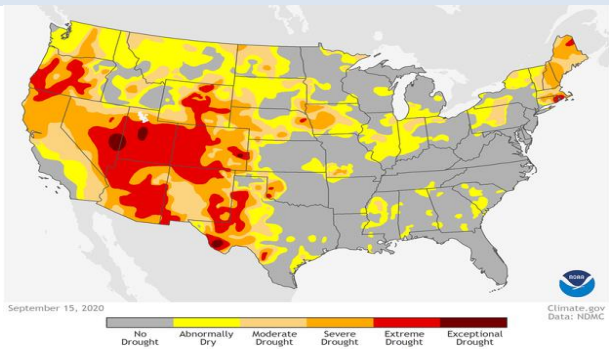 NOAA
September 15, 2020
Climate.gov
Data: NDMC
No Drought
Abnormally Dry
Moderate Drought
Severe Drought
Extreme Drought
Exceptional Drought